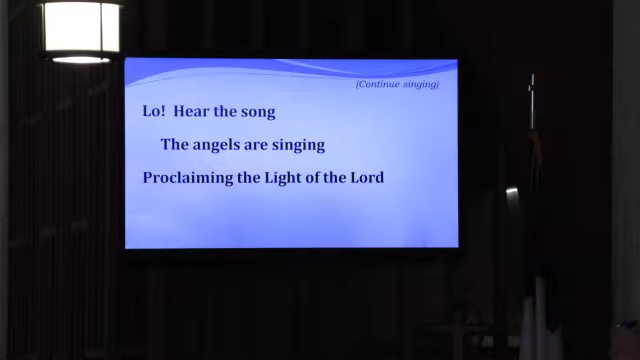 (Continue singing)
Lo! Hear the song
The angels are singing
Proclaiming the Light of the Lord